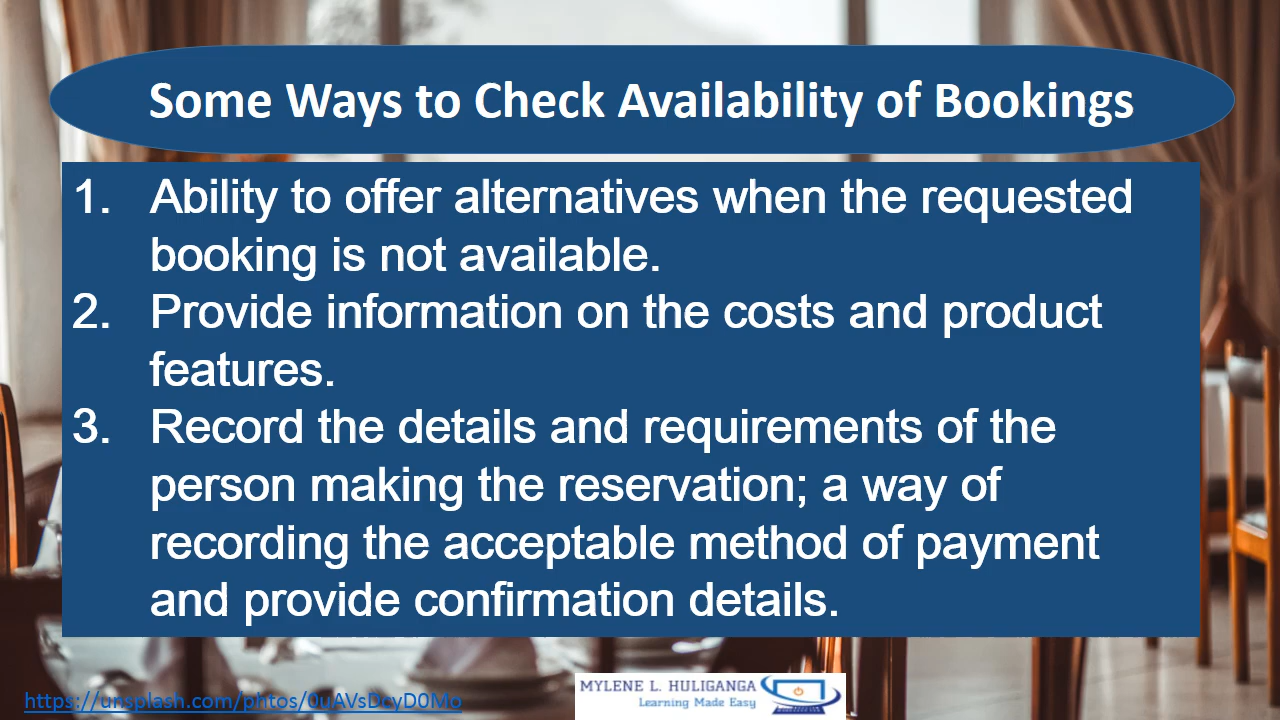 Some Ways to Check Availability of Bookings
1. Ability to offer alternatives when the requested
booking is not available.
2. Provide information on the costs and product
features.
3. Record the details and requirements of the
person making the reservation; a way of
recording the acceptable method of payment
and provide confirmation details.
https://unsplash.com/phtos/0uAVsDcyD0Mo
MYLENE L. HULIGANGA
Learning Made Easy